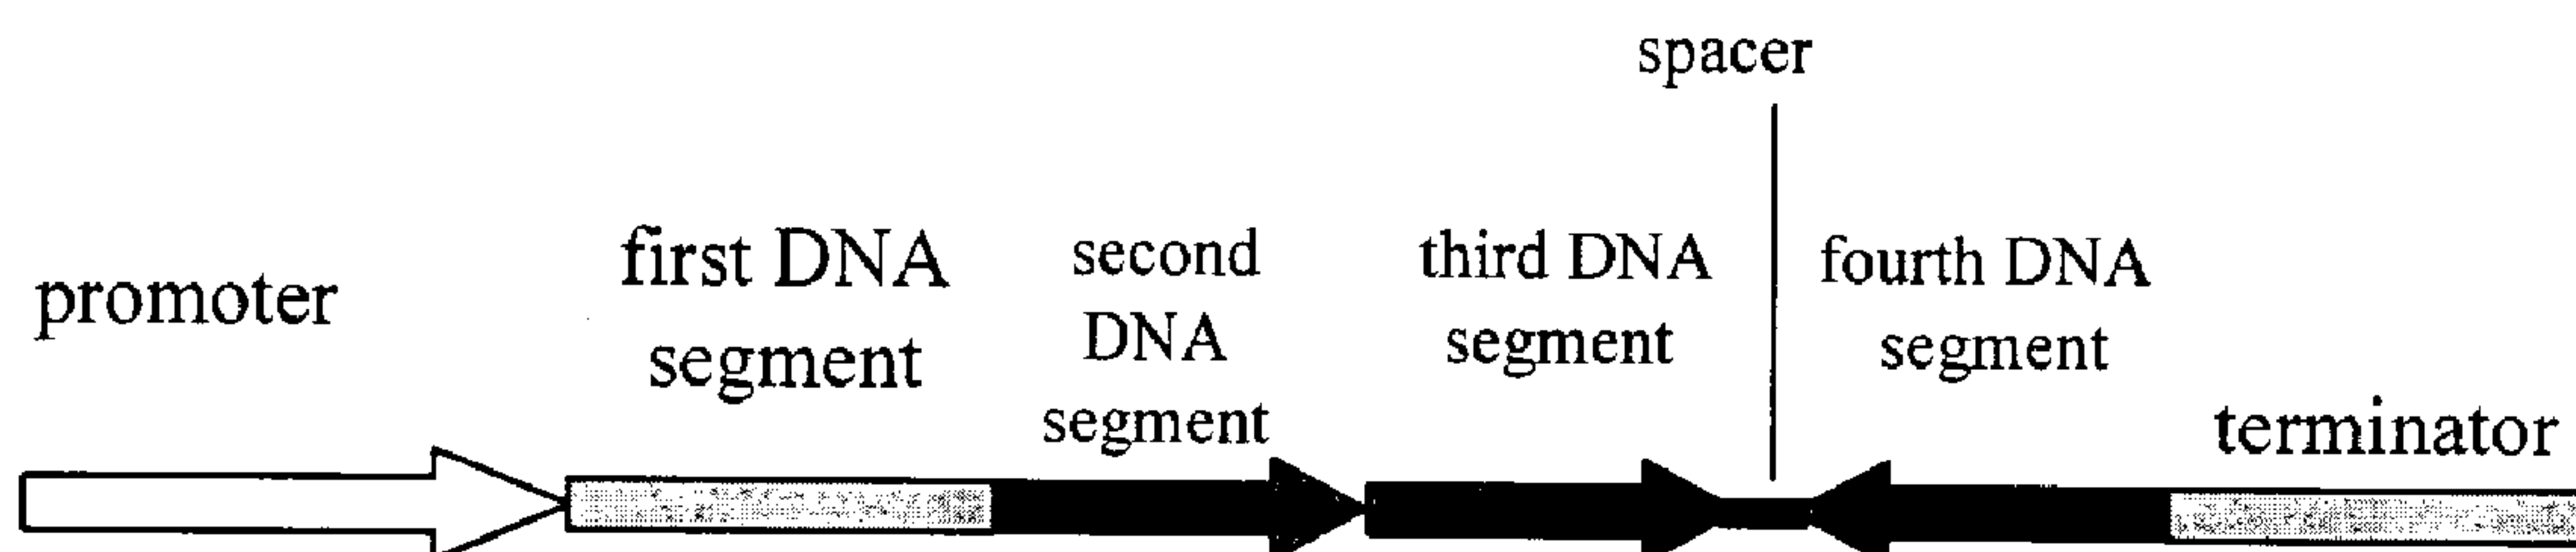 spacer
promoter
first DNA
segment
second
DNA
segment
third DNA
segment
fourth DNA
segment
terminator